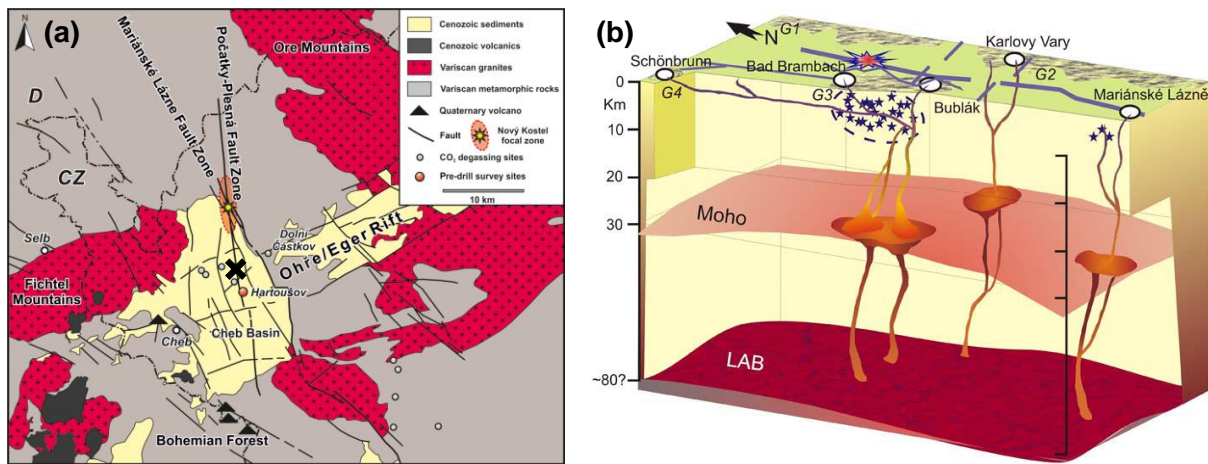 N
(a)
D
CZ
Mariánské Lázne Fault Zone
Počatky-Plesná Fault Zone
Ore Mountains
Cenozoic sediments
Cenozoic volcanics
Variscan granites
Variscan metamorphic rocks
Quaternary volcano
Fault
Nový Kostel
focal zone
CO₂ degassing sites
Pre-drill survey sites
10 km
Selb
Fichtel
Mountains
Dolni
Částkov
Ohře/Eger Rift
Hartoušov
Cheb Basin
Cheb
Bohemian Forest
(b)
N
G1
Karlovy Vary
Schönbrunn
Bad Brambach
G2
G4
G3
Mariánské Lázně
Bublák
0
Km
10
20
30
~80?
Moho
LAB